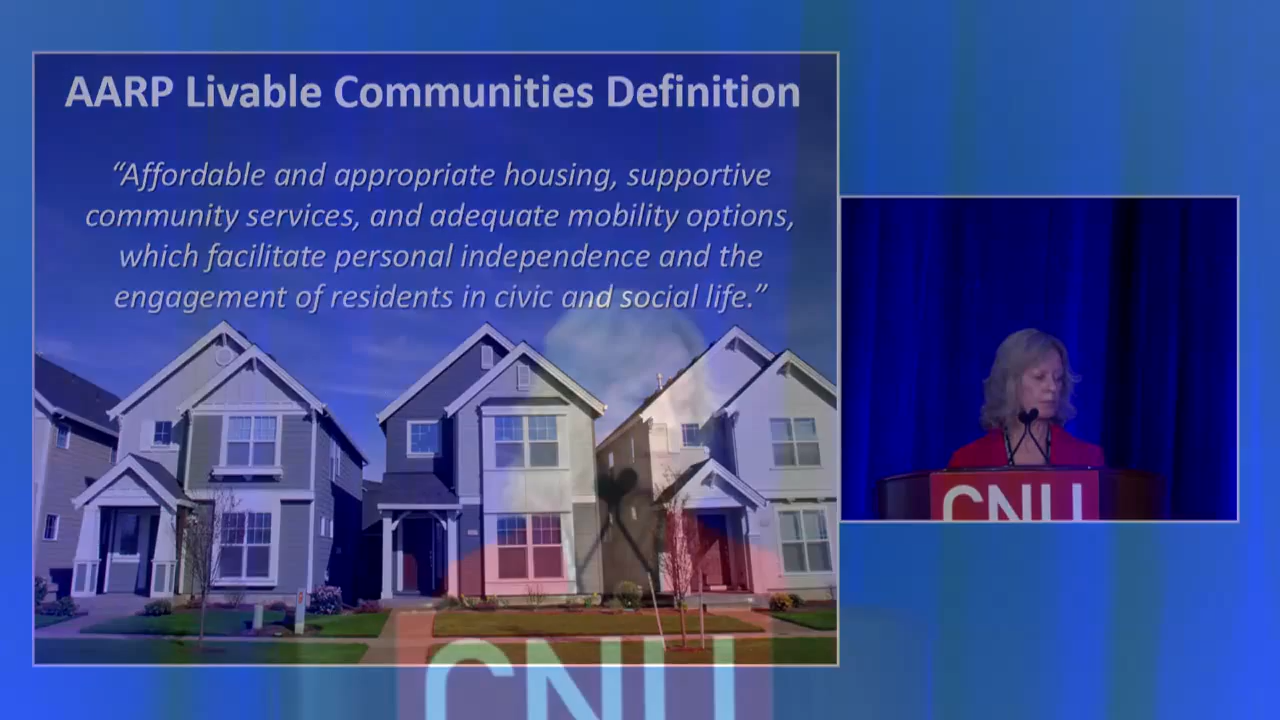 AARP Livable Communities Definition
“Affordable and appropriate housing, supportive
community services, and adequate mobility options,
which facilitate personal independence and the
engagement of residents in civic and social life.”
CNU
CNU